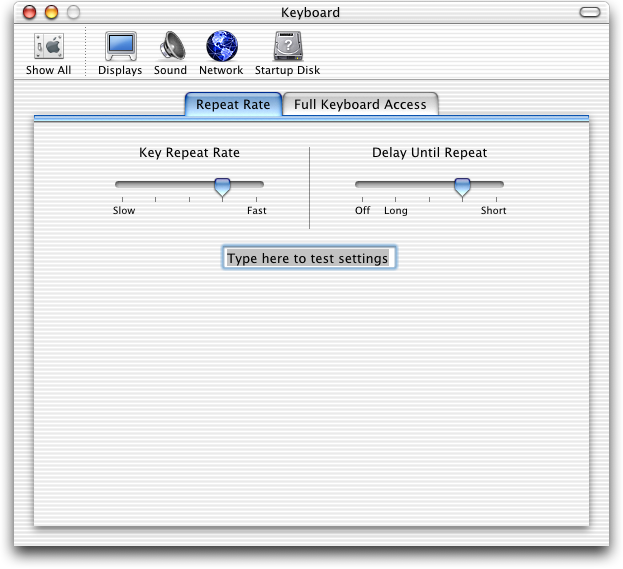 Keyboard
Show All Displays Sound Network Startup Disk
Repeat Rate Full Keyboard Access
Key Repeat Rate Delay Until Repeat
Slow Fast Off Long Short
Type here to test settings